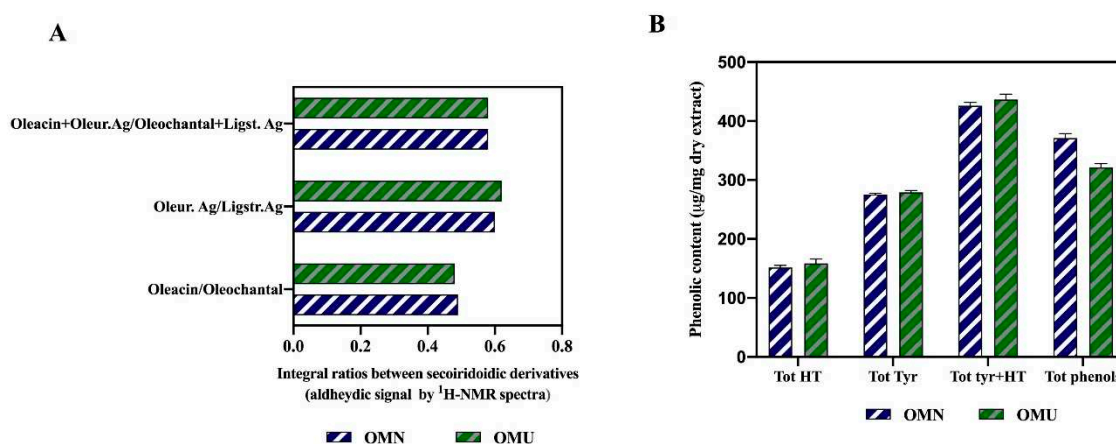 A
Oleacin+Oleur.Ag/Oleochantal+Ligst. Ag
Oleur. Ag/Ligstr.Ag
Oleacin/Oleochantal
0.0 0.2 0.4 0.6 0.8
Integral ratios between secoiridoidic derivatives
(aldheydic signal by ¹H-NMR spectra)
OMN OMU
B
Phenolic content (µg/mg dry extract)
500
400
300
200
100
0
Tot HT Tot Tyr Tot tyr+HT Tot phenols
OMN OMU